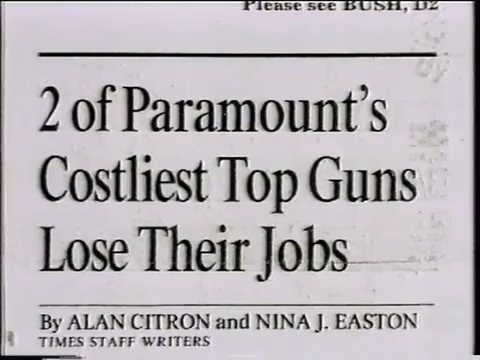 Please see BUSH, D2
2 of Paramount's
Costliest Top Guns
Lose Their Jobs
By ALAN CITRON and NINA J. EASTON
TIMES STAFF WRITERS